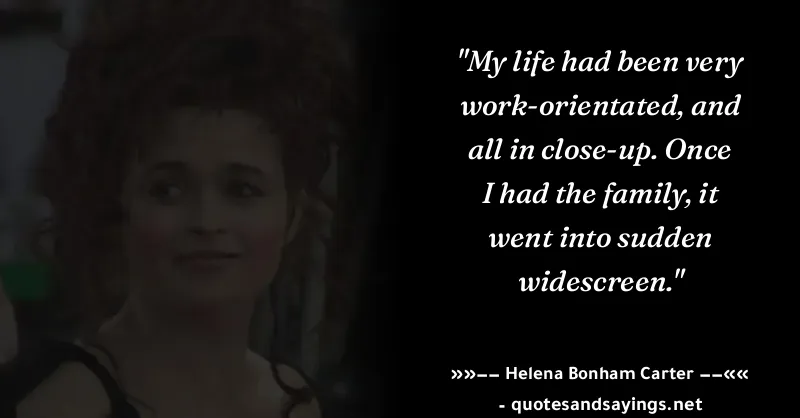 "My life had been very
work-orientated, and
all in close-up. Once
I had the family, it
went into sudden
widescreen."
»»−− Helena Bonham Carter −−««
- quotesandsayings.net